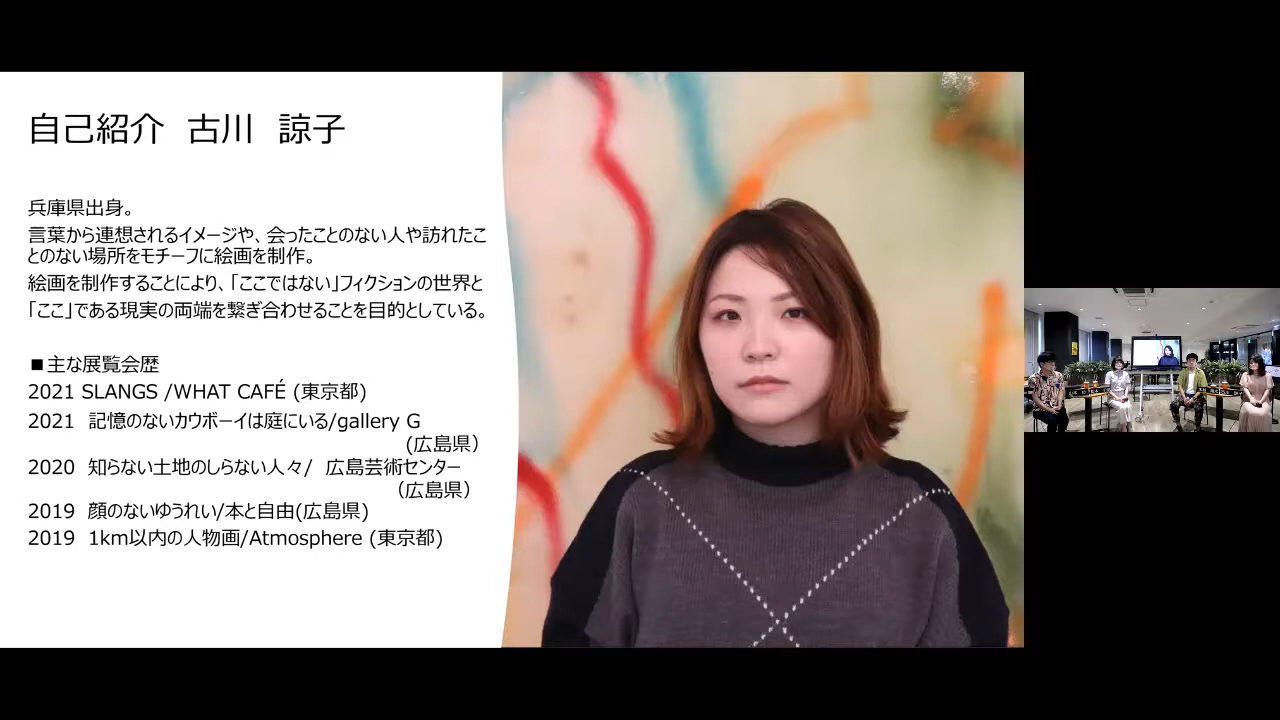 自己紹介　古川　諒子
兵庫県出身。
言葉から連想されるイメージや、会ったことのない人や訪れたこ
とのない場所をモチーフに絵画を制作。
絵画を制作することにより、「ここではない」フィクションの世界と
「ここ」である現実の両端を繋ぎ合わせることを目的としている。
■主な展覧会歴
2021 SLANGS /WHAT CAFÉ (東京都)
2021 記憶のないカウボーイは庭にいる/gallery G
(広島県）
2020 知らない土地のしらない人々/ 広島芸術センター
（広島県）
2019 顔のないゆうれい/本と自由(広島県)
2019 1km以内の人物画/Atmosphere (東京都)